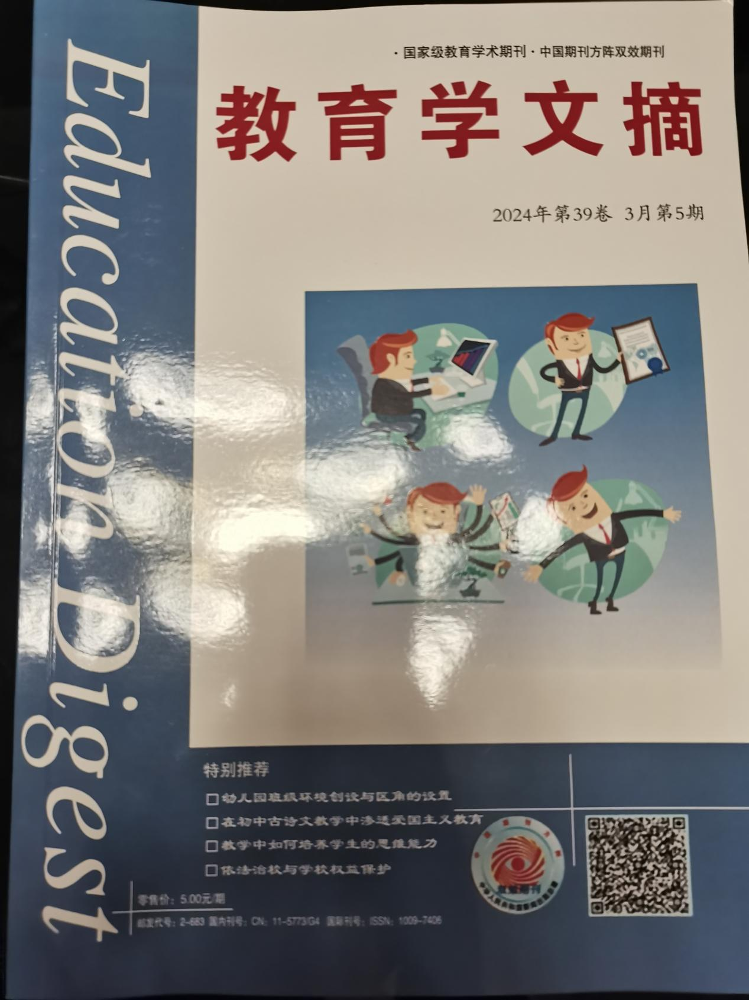 ·国家级教育学术期刊·中国期刊方阵双效期刊
教育学文摘
2024年第39卷 3月第5期
Education Digest
特别推荐
□幼儿园班级环境创设与区角的设置
□在初中古诗文教学中渗透爱国主义教育
□教学中如何培养学生的思维能力
□依法治校与学校权益保护
零售价：5.00元/期
邮发代号：2-683 国内刊号：CN：11-5773/G4 国际刊号：ISSN：1009-7406
双效期刊